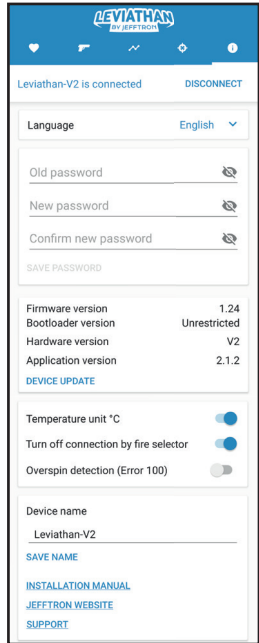 LEVIATHAN
BY JEFFTRON
Leviathan-V2 is connected DISCONNECT
Language English
Old password
New password
Confirm new password
SAVE PASSWORD
Firmware version 1.24
Bootloader version Unrestricted
Hardware version V2
Application version 2.1.2
DEVICE UPDATE
Temperature unit °C
Turn off connection by fire selector
Overspin detection (Error 100)
Device name
Leviathan-V2
SAVE NAME
INSTALLATION MANUAL
JEFFTRON WEBSITE
SUPPORT